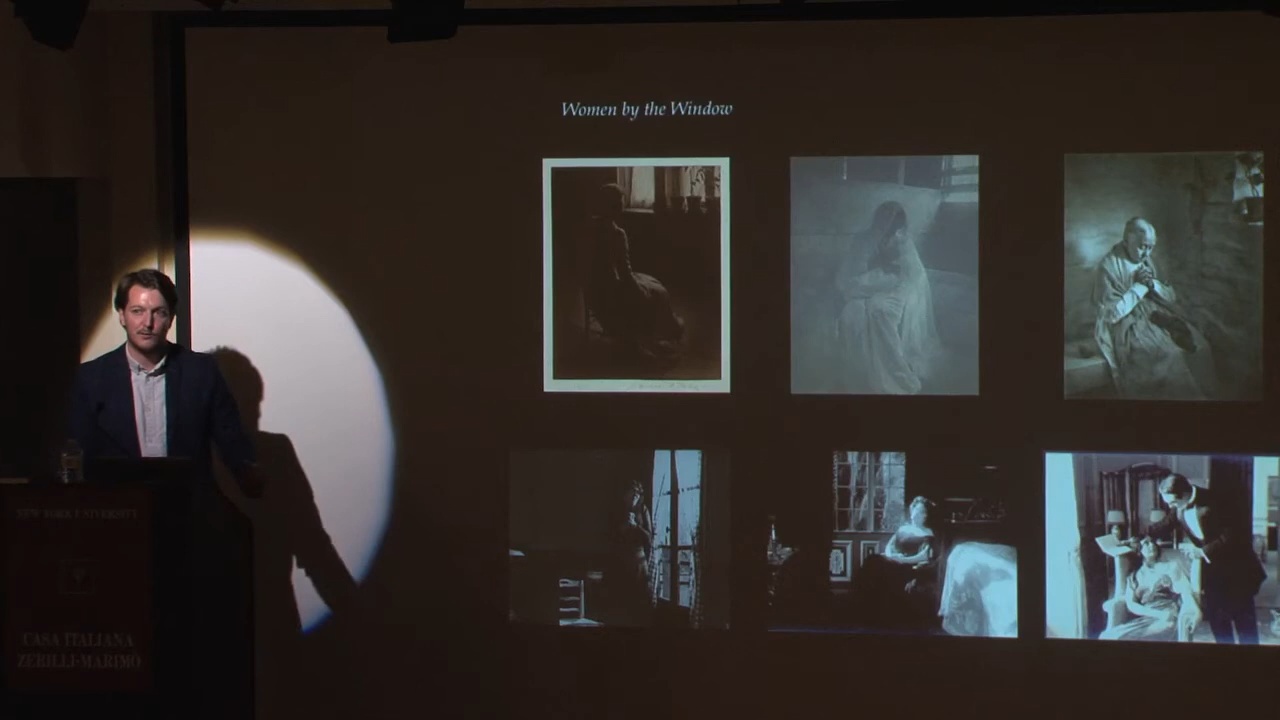 Women by the Window
NEW YORK UNIVERSITY
CASA ITALIANA
ZERILLI-MARIMÒ